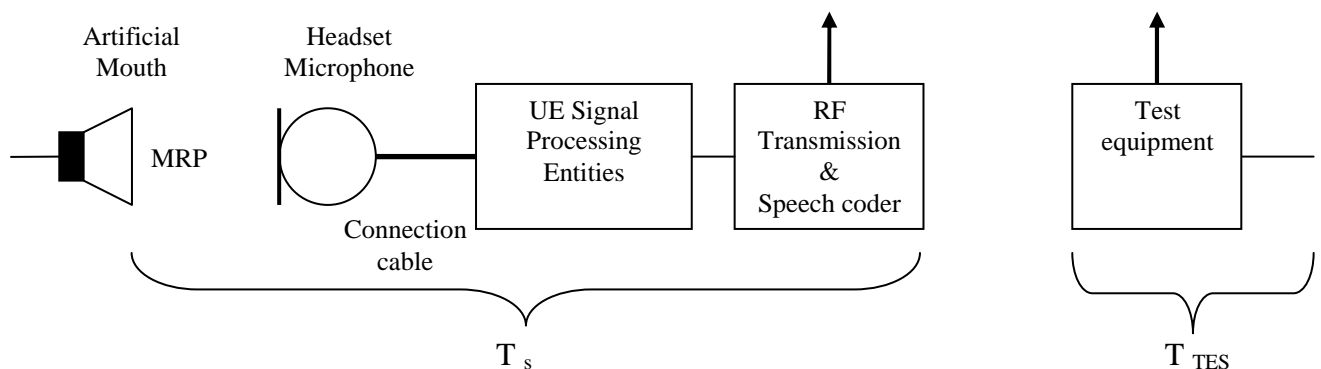 Artificial
Mouth
Headset
Microphone
MRP
Connection
cable
UE Signal
Processing
Entities
RF
Transmission
&
Speech coder
Test
equipment
T s
T TES